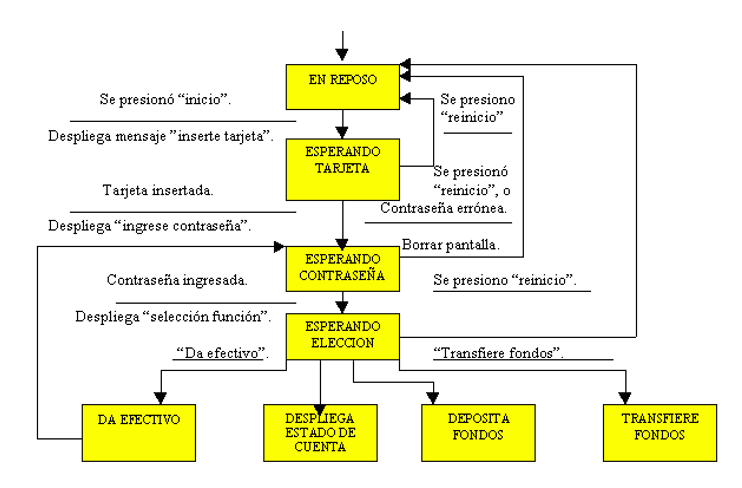 EN REPOSO
Se presionó “inicio”.
Se presiono
“reinicio”
Despliega mensaje ”inserte tarjeta”.
ESPERANDO
TARJETA
Se presionó
“reinicio”, o
Contraseña errónea.
Tarjeta insertada.
Despliega “ingrese contraseña”.
Borrar pantalla.
ESPERANDO
CONTRASEÑA
Contraseña ingresada.
Se presiono “reinicio”.
Despliega “selección función”.
ESPERANDO
ELECCION
“Da efectivo”.
“Transfiere fondos”.
DA EFECTIVO
DESPLIEGA
ESTADO DE
CUENTA
DEPOSITA
FONDOS
TRANSFIERE
FONDOS